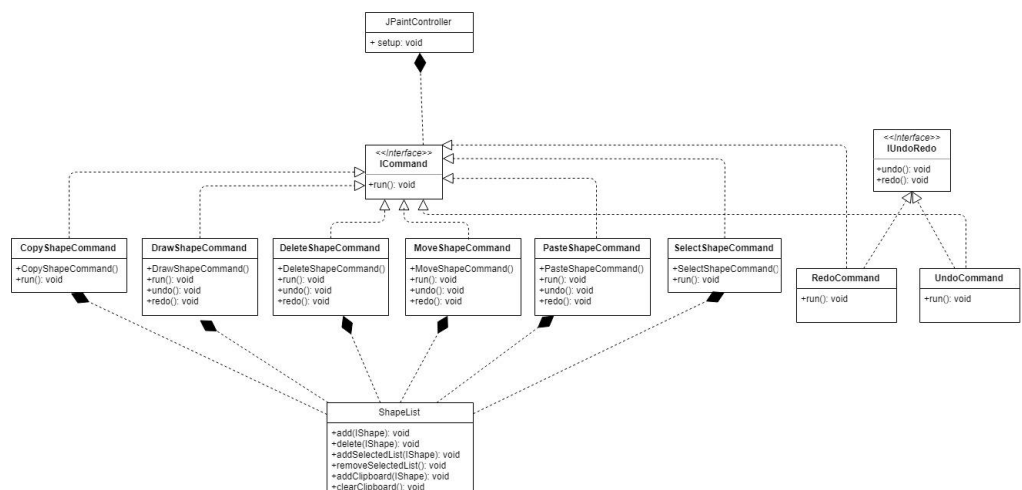 JPaintController
+ setup: void
<<interface>>
ICommand
+run(): void
<<interface>>
IUndoRedo
+undo(): void
+redo(): void
CopyShapeCommand
+CopyShapeCommand()
+run(): void
DrawShapeCommand
+DrawShapeCommand()
+run(): void
+undo(): void
+redo(): void
DeleteShapeCommand
+DeleteShapeCommand()
+run(): void
+undo(): void
+redo(): void
MoveShapeCommand
+MoveShapeCommand()
+run(): void
+undo(): void
+redo(): void
PasteShapeCommand
+PasteShapeCommand()
+run(): void
+undo(): void
+redo(): void
SelectShapeCommand
+SelectShapeCommand()
+run(): void
RedoCommand
+run(): void
UndoCommand
+run(): void
ShapeList
+add(IShape): void
+delete(IShape): void
+addSelectedList(IShape): void
+removeSelectedList(): void
+addClipboard(IShape): void
+clearClipboard(): void